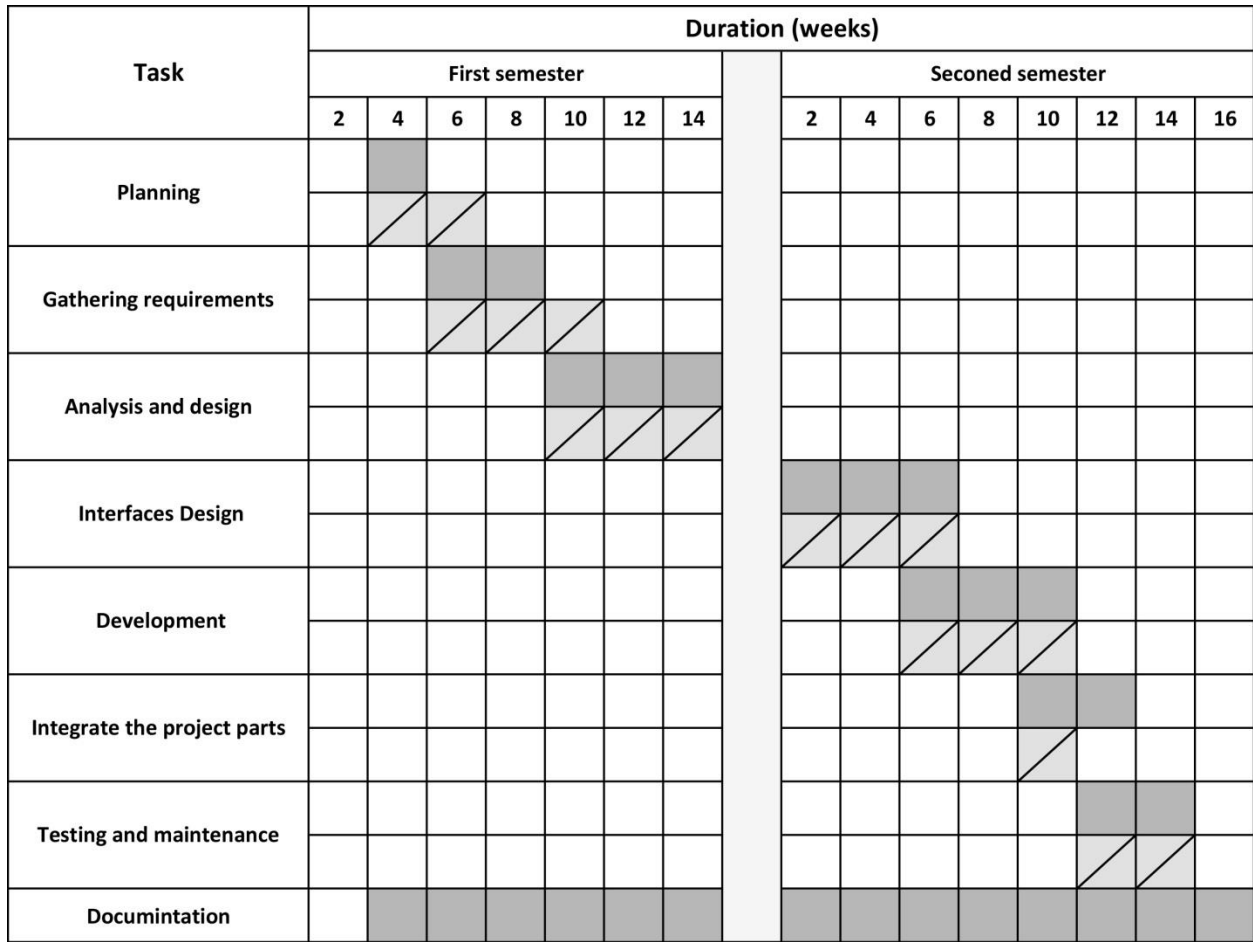 Task
Duration (weeks)
First semester
Seconed semester
2 4 6 8 10 12 14 2 4 6 8 10 12 14 16
Planning
Gathering requirements
Analysis and design
Interfaces Design
Development
Integrate the project parts
Testing and maintenance
Documintation